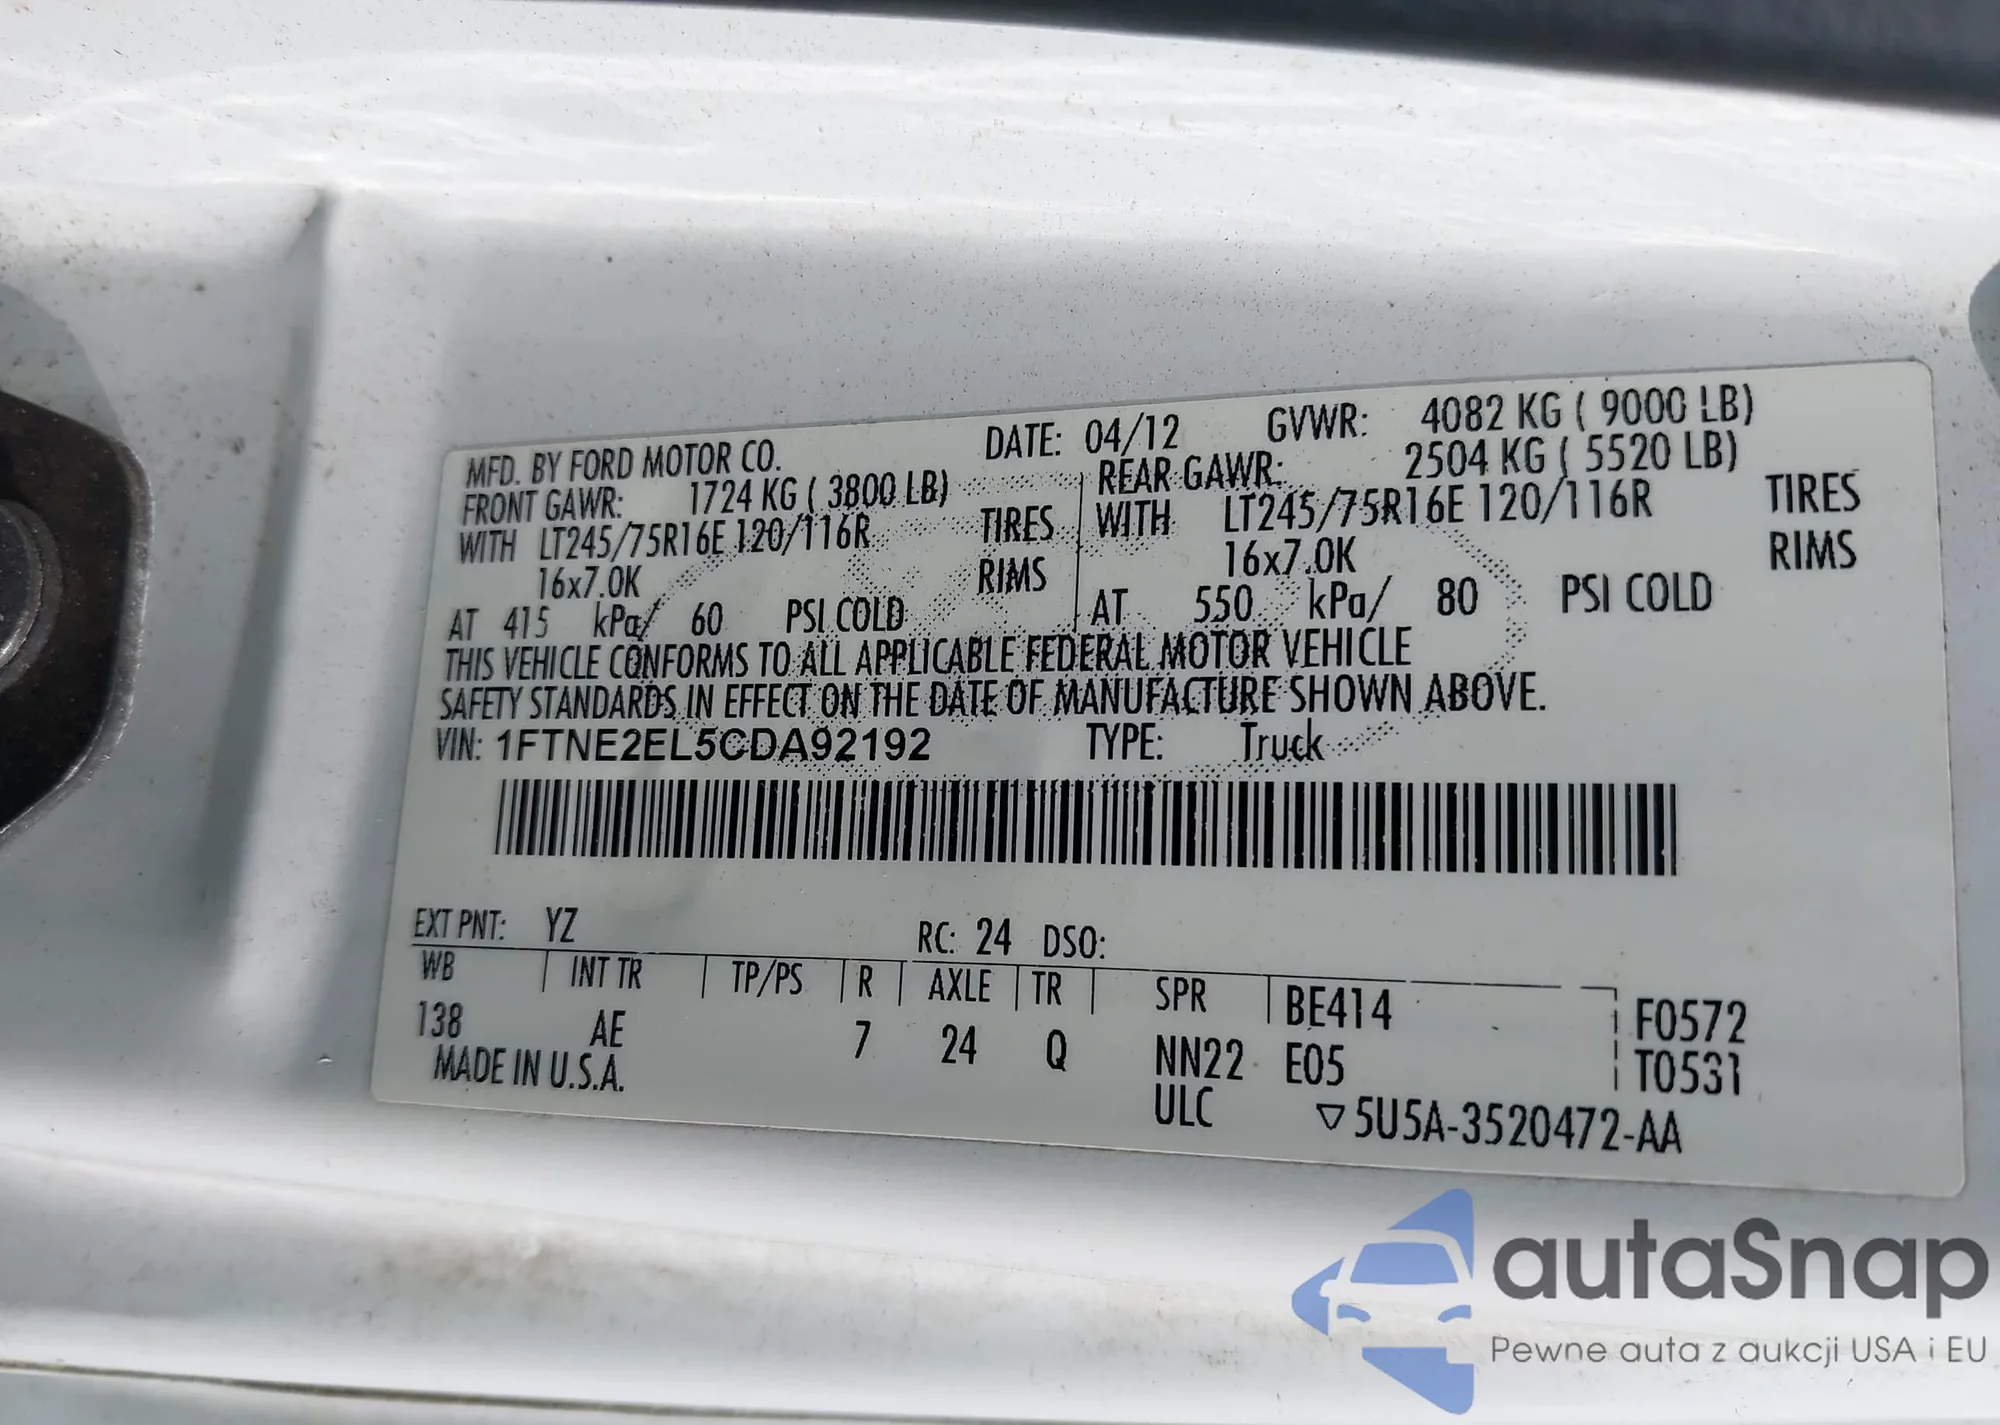 MFD. BY FORD MOTOR CO. DATE: 04/12 GVWR: 4082 KG ( 9000 LB)
FRONT GAWR: 1724 KG ( 3800 LB) REAR GAWR: 2504 KG ( 5520 LB)
WITH LT245/75R16E 120/116R TIRES WITH LT245/75R16E 120/116R TIRES
16x7.0K RIMS 16x7.0K RIMS
AT 415 kPa/ 60 PSI COLD AT 550 kPa/ 80 PSI COLD
THIS VEHICLE CONFORMS TO ALL APPLICABLE FEDERAL MOTOR VEHICLE
SAFETY STANDARDS IN EFFECT ON THE DATE OF MANUFACTURE SHOWN ABOVE.
VIN: 1FTNE2EL5CDA92192 TYPE: Truck
EXT PNT: YZ RC: 24 DSO:
WB INT TR TP/PS R AXLE TR SPR BE414 F0572
138 AE 7 24 Q NN22 E05 T0531
MADE IN U.S.A. ULC ▽5U5A-3520472-AA
autaSnap
Pewne auta z aukcji USA i EU